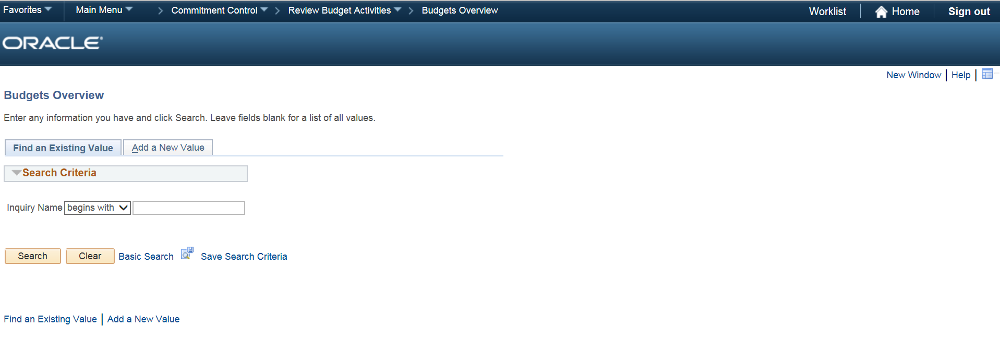 Favorites Main Menu > Commitment Control > Review Budget Activities > Budgets Overview Worklist Home Sign out
ORACLE®
New Window | Help |
Budgets Overview
Enter any information you have and click Search. Leave fields blank for a list of all values.
Find an Existing Value Add a New Value
Search Criteria
Inquiry Name begins with
Search Clear Basic Search Save Search Criteria
Find an Existing Value | Add a New Value